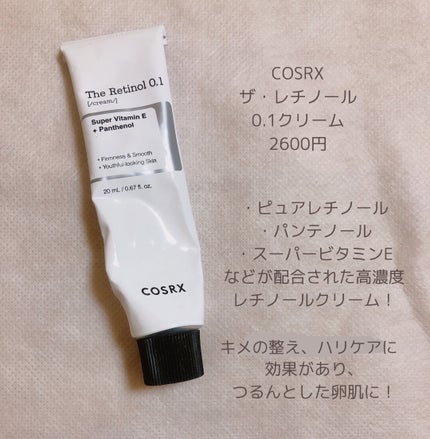 The Retinol 0.1
[/cream/]
Super Vitamin E
+ Panthenol
• Firmness & Smooth
• Youthful-looking Skin
20 mL / 0.67 fl. oz.
COSRX
COSRX
ザ・レチノール
0.1クリーム
2600円
・ピュアレチノール
・パンテノール
・スーパービタミンE
などが配合された高濃度
レチノールクリーム！
キメの整え、ハリケアに
効果があり、
つるんとした卵肌に！